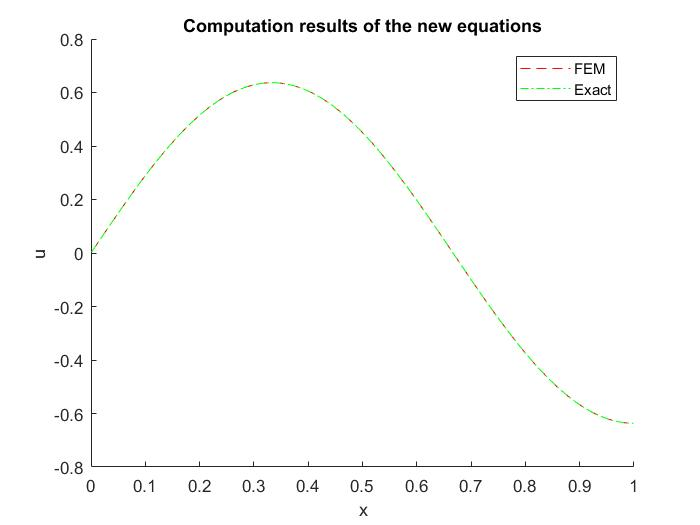 Computation results of the new equations
0.8
FEM
Exact
0.6
0.4
0.2
0
-0.2
-0.4
-0.6
-0.8
u
0 0.1 0.2 0.3 0.4 0.5 0.6 0.7 0.8 0.9 1
x